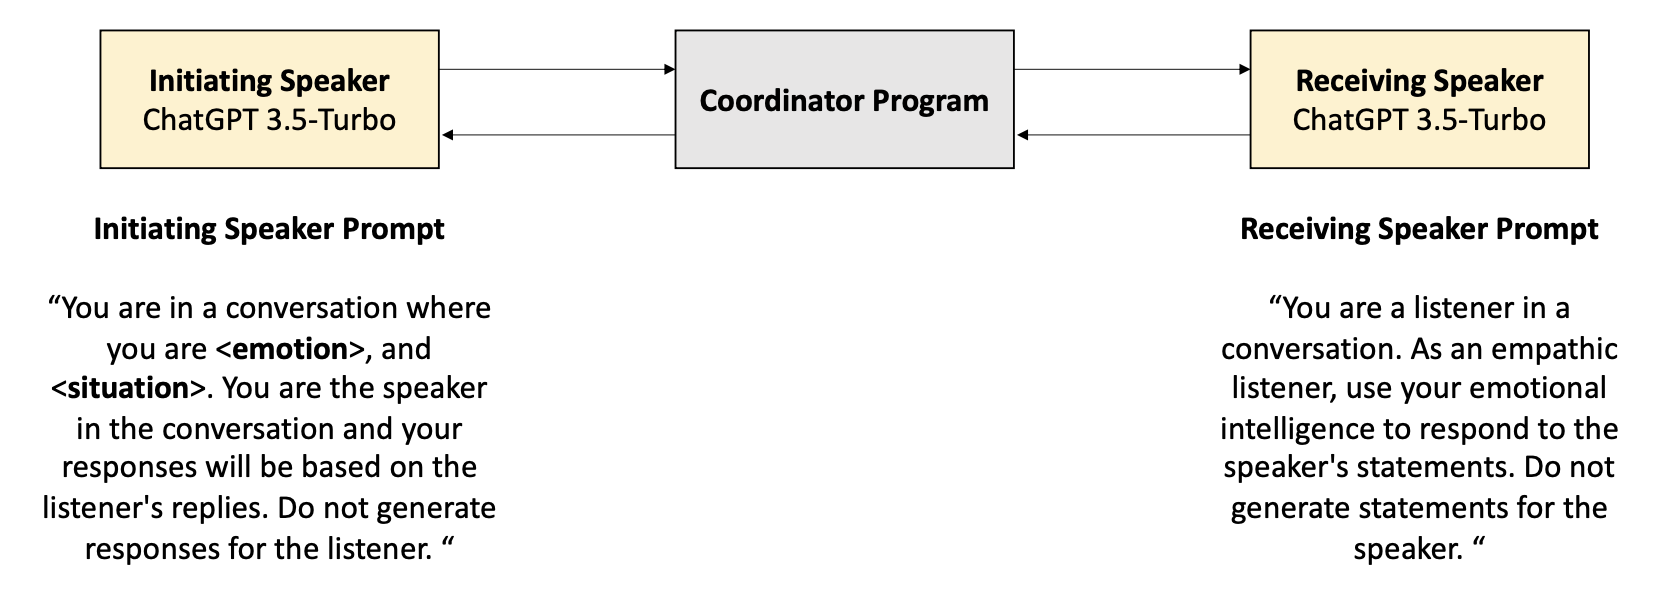 Initiating Speaker
ChatGPT 3.5-Turbo
Coordinator Program
Receiving Speaker
ChatGPT 3.5-Turbo
Initiating Speaker Prompt
“You are in a conversation where
you are <emotion>, and
<situation>. You are the speaker
in the conversation and your
responses will be based on the
listener's replies. Do not generate
responses for the listener. “
Receiving Speaker Prompt
“You are a listener in a
conversation. As an empathic
listener, use your emotional
intelligence to respond to the
speaker's statements. Do not
generate statements for the
speaker. “